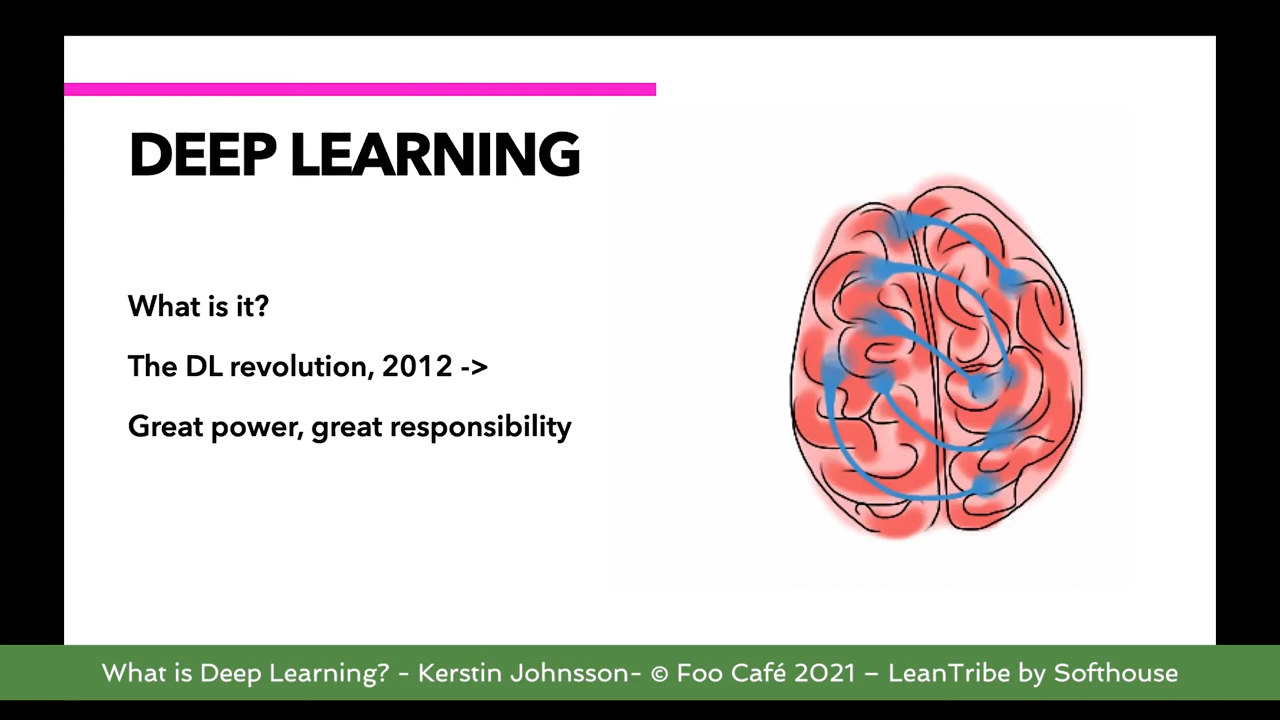 DEEP LEARNING
What is it?
The DL revolution, 2012 ->
Great power, great responsibility
What is Deep Learning? - Kerstin Johnsson- © Foo Café 2021 – LeanTribe by Softhouse